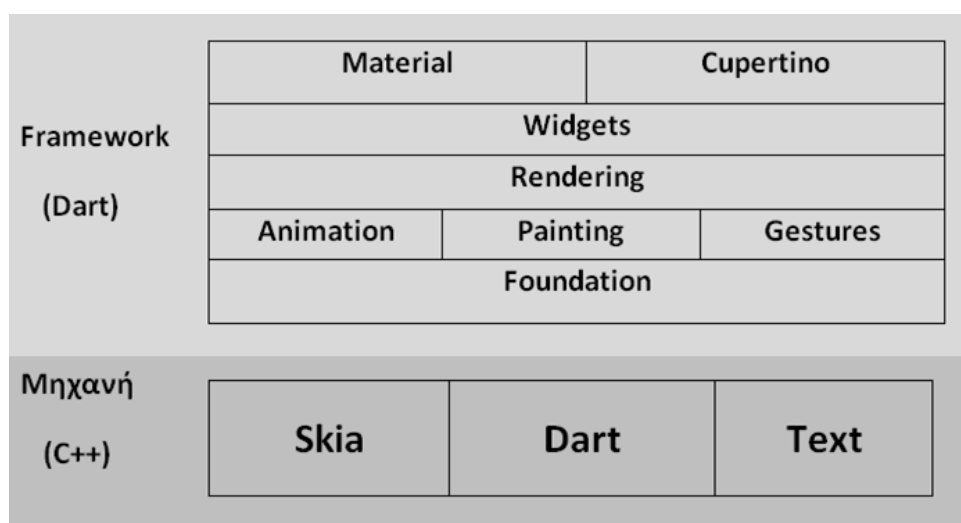 Framework
(Dart)
Material Cupertino
Widgets
Rendering
Animation Painting Gestures
Foundation
Μηχανή
(C++)
Skia Dart Text